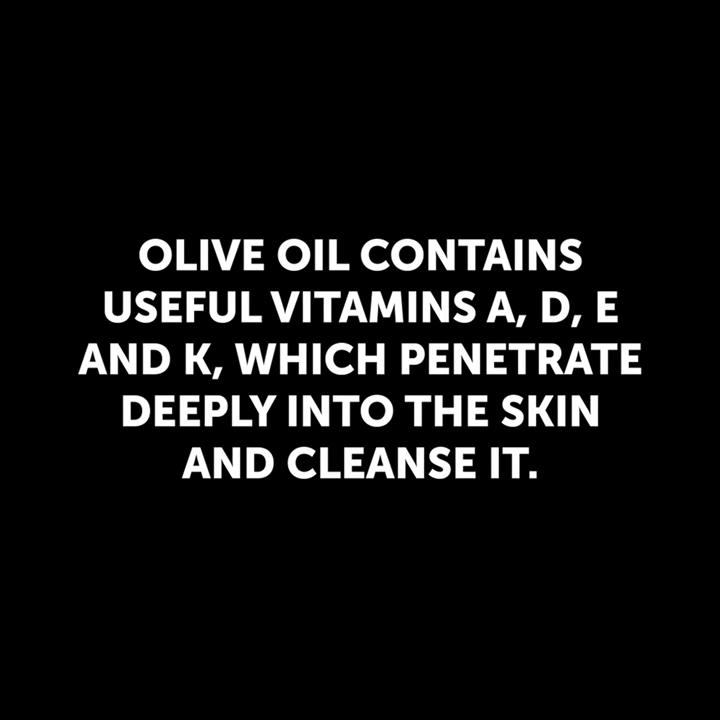 OLIVE OIL CONTAINS
USEFUL VITAMINS A, D, E
AND K, WHICH PENETRATE
DEEPLY INTO THE SKIN
AND CLEANSE IT.